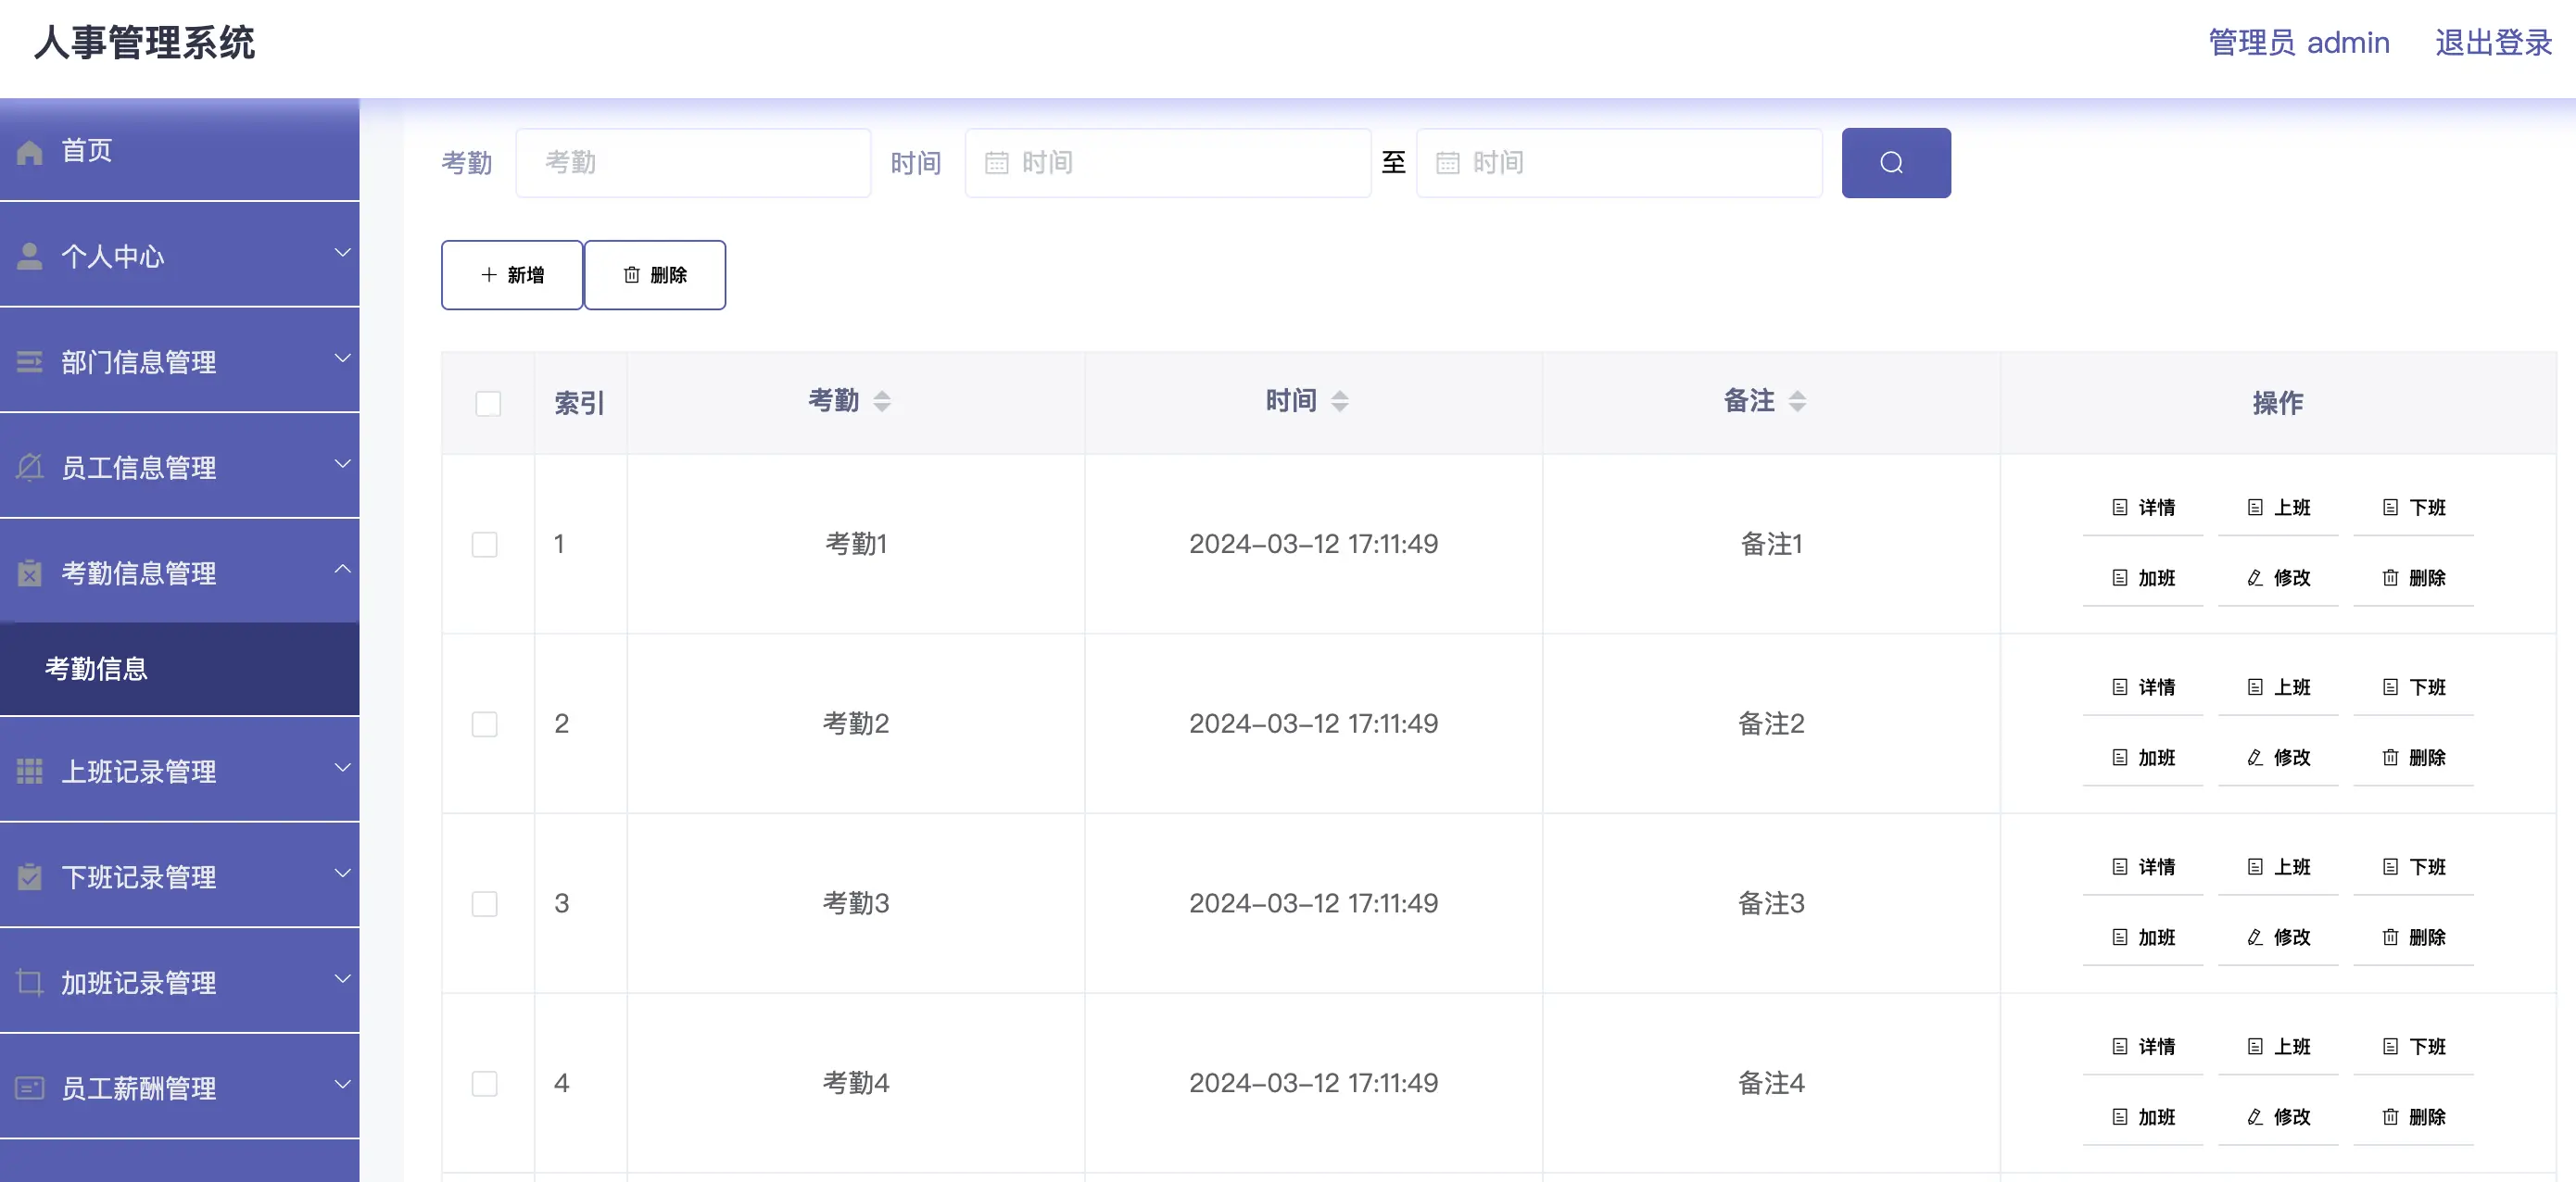 人事管理系统
管理员 admin 退出登录
首页
个人中心
部门信息管理
员工信息管理
考勤信息管理
考勤信息
上班记录管理
下班记录管理
加班记录管理
员工薪酬管理
考勤 考勤 时间 时间 至 时间
新增 删除
索引 考勤 时间 备注 操作
1 考勤1 2024-03-12 17:11:49 备注1
详情 上班 下班
加班 修改 删除
2 考勤2 2024-03-12 17:11:49 备注2
详情 上班 下班
加班 修改 删除
3 考勤3 2024-03-12 17:11:49 备注3
详情 上班 下班
加班 修改 删除
4 考勤4 2024-03-12 17:11:49 备注4
详情 上班 下班
加班 修改 删除